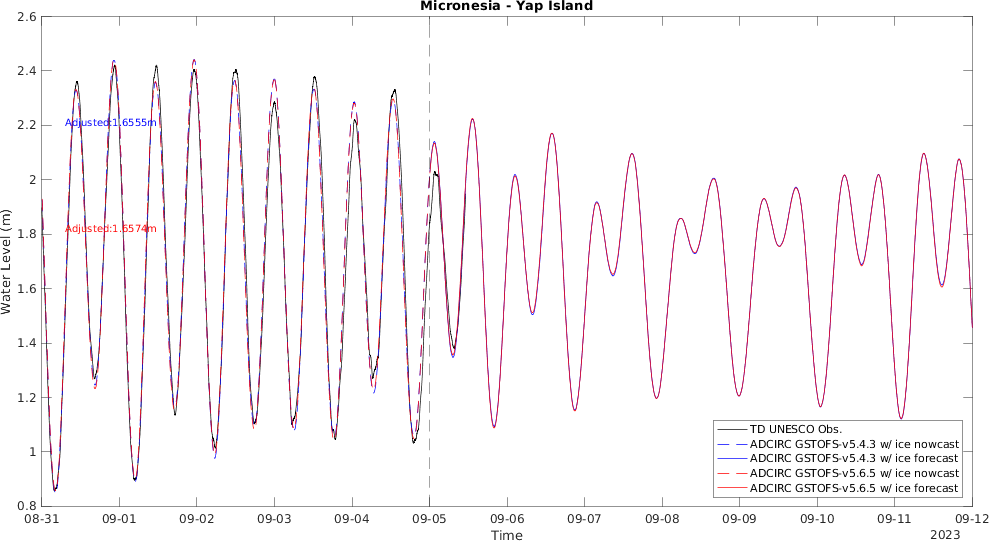 Micronesia - Yap Island
2.6
2.4
2.2
2
1.8
1.6
1.4
1.2
1
0.8
Water Level (m)
Adjusted:1.6555m
Adjusted:1.6574m
TD UNESCO Obs.
ADCIRC GSTOFS-v5.4.3 w/ ice nowcast
ADCIRC GSTOFS-v5.4.3 w/ ice forecast
ADCIRC GSTOFS-v5.6.5 w/ ice nowcast
ADCIRC GSTOFS-v5.6.5 w/ ice forecast
08-31 09-01 09-02 09-03 09-04 09-05 09-06 09-07 09-08 09-09 09-10 09-11 09-12
Time
2023